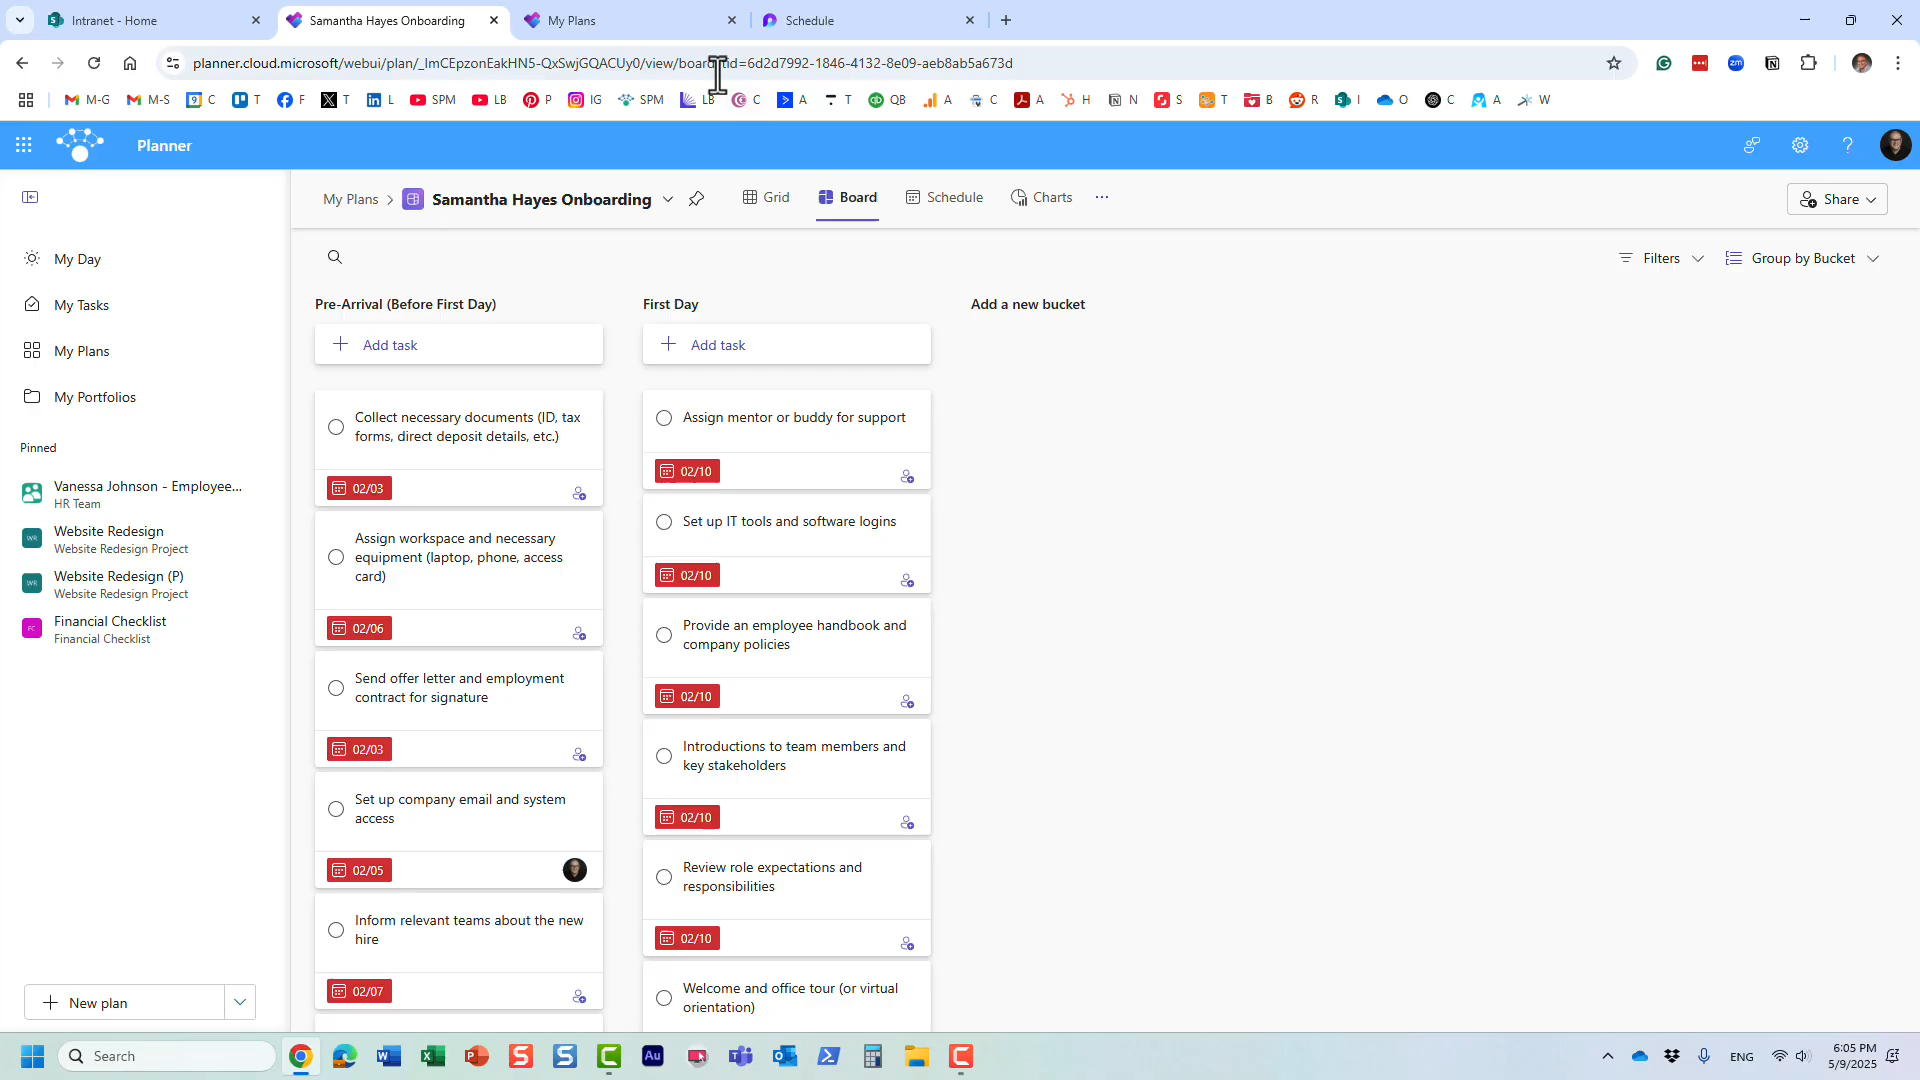 Intranet - Home
Samantha Hayes Onboarding
My Plans
Schedule
planner.cloud.microsoft/webui/plan/_ImCEpzonEakHN5-QxSwjGQACUy0/view/board
tid=6d2d7992-1846-4132-8e09-aeb8ab5a673d
M-G
M-S
C
T
F
T
L
SPM
LB
P
IG
SPM
LB
C
A
T
QB
A
C
A
H
N
S
T
B
R
I
O
C
A
W
Planner
My Plans
Samantha Hayes Onboarding
Grid
Board
Schedule
Charts
Share
My Day
My Tasks
My Plans
My Portfolios
Pinned
Vanessa Johnson - Employee...
HR Team
WR
Website Redesign
Website Redesign Project
WR
Website Redesign (P)
Website Redesign Project
FC
Financial Checklist
Financial Checklist
New plan
Filters
Group by Bucket
Pre-Arrival (Before First Day)
Add task
Collect necessary documents (ID, tax
forms, direct deposit details, etc.)
02/03
Assign workspace and necessary
equipment (laptop, phone, access
card)
02/06
Send offer letter and employment
contract for signature
02/03
Set up company email and system
access
02/05
Inform relevant teams about the new
hire
02/07
First Day
Add task
Assign mentor or buddy for support
02/10
Set up IT tools and software logins
02/10
Provide an employee handbook and
company policies
02/10
Introductions to team members and
key stakeholders
02/10
Review role expectations and
responsibilities
02/10
Welcome and office tour (or virtual
orientation)
Add a new bucket
Search
ENG
6:05 PM
5/9/2025